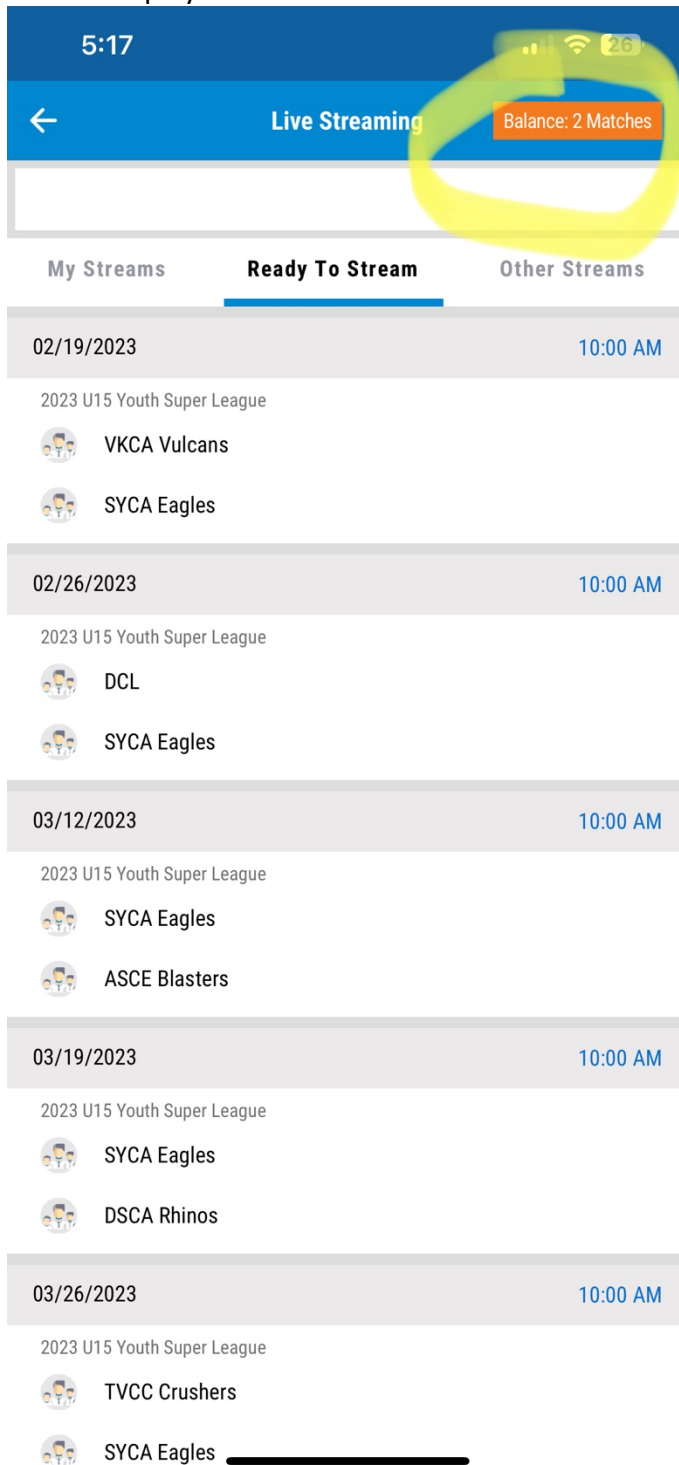 5:17
26
Live Streaming
Balance: 2 Matches
My Streams
Ready To Stream
Other Streams
02/19/2023
10:00 AM
2023 U15 Youth Super League
VKCA Vulcans
SYCA Eagles
02/26/2023
10:00 AM
2023 U15 Youth Super League
DCL
SYCA Eagles
03/12/2023
10:00 AM
2023 U15 Youth Super League
SYCA Eagles
ASCE Blasters
03/19/2023
10:00 AM
2023 U15 Youth Super League
SYCA Eagles
DSCA Rhinos
03/26/2023
10:00 AM
2023 U15 Youth Super League
TVCC Crushers
SYCA Eagles